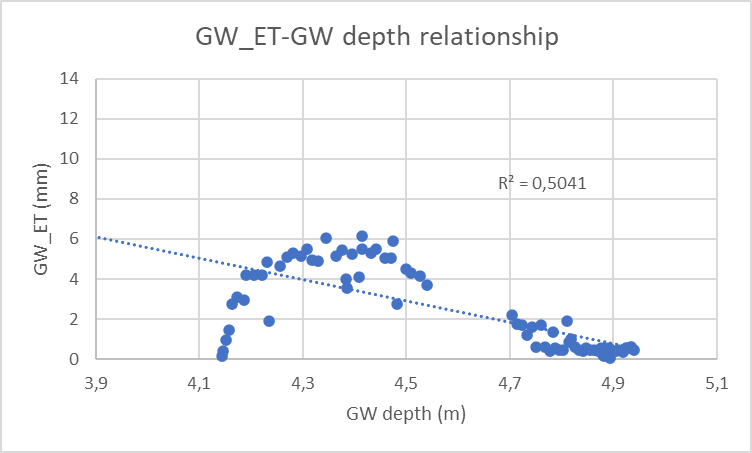 GW_ET-GW depth relationship
14
12
10
8
6
4
2
0
GW_ET (mm)
R² = 0,5041
3,9 4,1 4,3 4,5 4,7 4,9 5,1
GW depth (m)